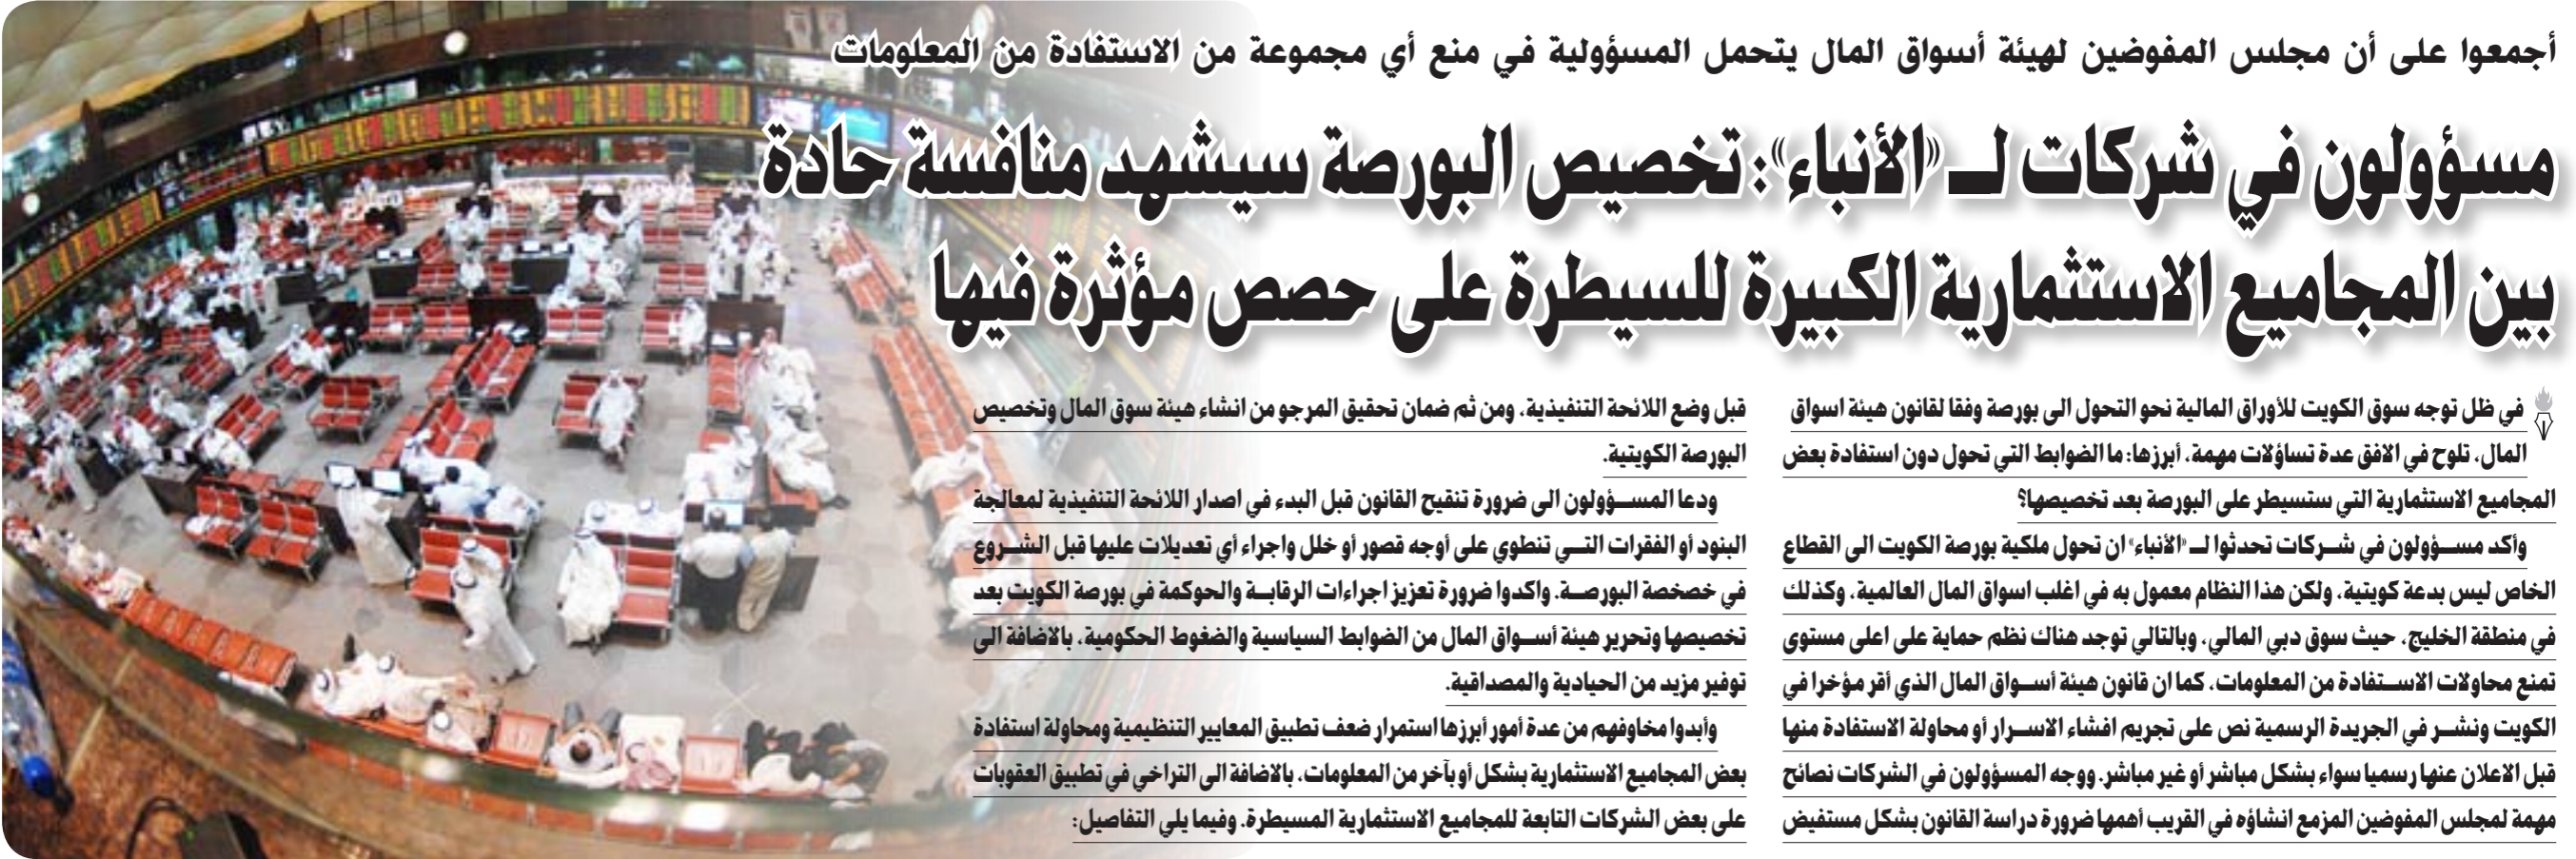 أجمعوا على أن مجلس المفوضين لهيئة أسواق المال يتحمل المسؤولية في منع أي مجموعة من الاستفادة من المعلومات
مسؤولون في شركات لـ «الأنباء»: تخصيص البورصة سيشهد منافسة حادة
بين المجاميع الاستثمارية الكبيرة للسيطرة على حصص مؤثرة فيها
في ظل توجه سوق الكويت للأوراق المالية نحو التحول الى بورصة وفقا لقانون هيئة اسواق
المال، تلوح في الافق عدة تساؤلات مهمة، أبرزها: ما الضوابط التي تحول دون استفادة بعض
المجاميع الاستثمارية التي ستسيطر على البورصة بعد تخصيصها؟
وأكد مســؤولون في شــركات تحدثوا لـ «الأنباء» ان تحول ملكية بورصة الكويت الى القطاع
الخاص ليس بدعة كويتية، ولكن هذا النظام معمول به في اغلب اسواق المال العالمية، وكذلك
في منطقة الخليج، حيث سوق دبي المالي، وبالتالي توجد هناك نظم حماية على اعلى مستوى
تمنع محاولات الاســتفادة من المعلومات، كما ان قانون هيئة أســواق المال الذي أقر مؤخرا في
الكويت ونشــر في الجريدة الرسمية نص على تجريم افشاء الاســرار أو محاولة الاستفادة منها
قبل الاعلان عنها رسميا سواء بشكل مباشر أو غير مباشر. ووجه المسؤولون في الشركات نصائح
مهمة لمجلس المفوضين المزمع انشاؤه في القريب أهمها ضرورة دراسة القانون بشكل مستفيض
قبل وضع اللائحة التنفيذية، ومن ثم ضمان تحقيق المرجو من انشاء هيئة سوق المال وتخصيص
البورصة الكويتية.
ودعا المســؤولون الى ضرورة تنقيح القانون قبل البدء في اصدار اللائحة التنفيذية لمعالجة
البنود أو الفقرات التــي تنطوي على أوجه قصور أو خلل واجراء أي تعديلات عليها قبل الشــروع
في خصخصة البورصــة. واكدوا ضرورة تعزيز اجراءات الرقابــة والحوكمة في بورصة الكويت بعد
تخصيصها وتحرير هيئة أســواق المال من الضوابط السياسية والضغوط الحكومية، بالاضافة الى
توفير مزيد من الحيادية والمصداقية.
وأبدوا مخاوفهم من عدة أمور أبرزها استمرار ضعف تطبيق المعايير التنظيمية ومحاولة استفادة
بعض المجاميع الاستثمارية بشكل أو بآخر من المعلومات، بالاضافة الى التراخي في تطبيق العقوبات
على بعض الشركات التابعة للمجاميع الاستثمارية المسيطرة. وفيما يلي التفاصيل: